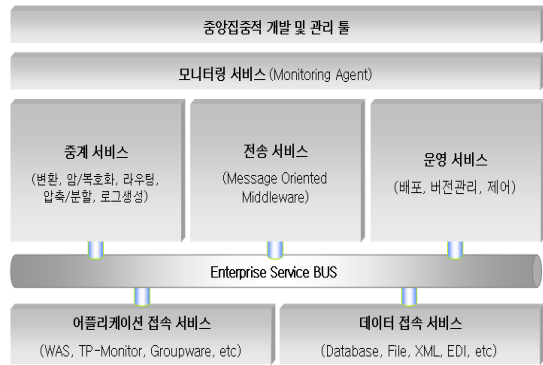 중앙집중적 개발 및 관리 툴
모니터링 서비스 (Monitoring Agent)
중계 서비스
(변환, 암/복호화, 라우팅,
압축/분할, 로그생성)
전송 서비스
(Message Oriented
Middleware)
운영 서비스
(배포, 버전관리, 제어)
Enterprise Service BUS
어플리케이션 접속 서비스
(WAS, TP-Monitor, Groupware, etc)
데이터 접속 서비스
(Database, File, XML, EDI, etc)